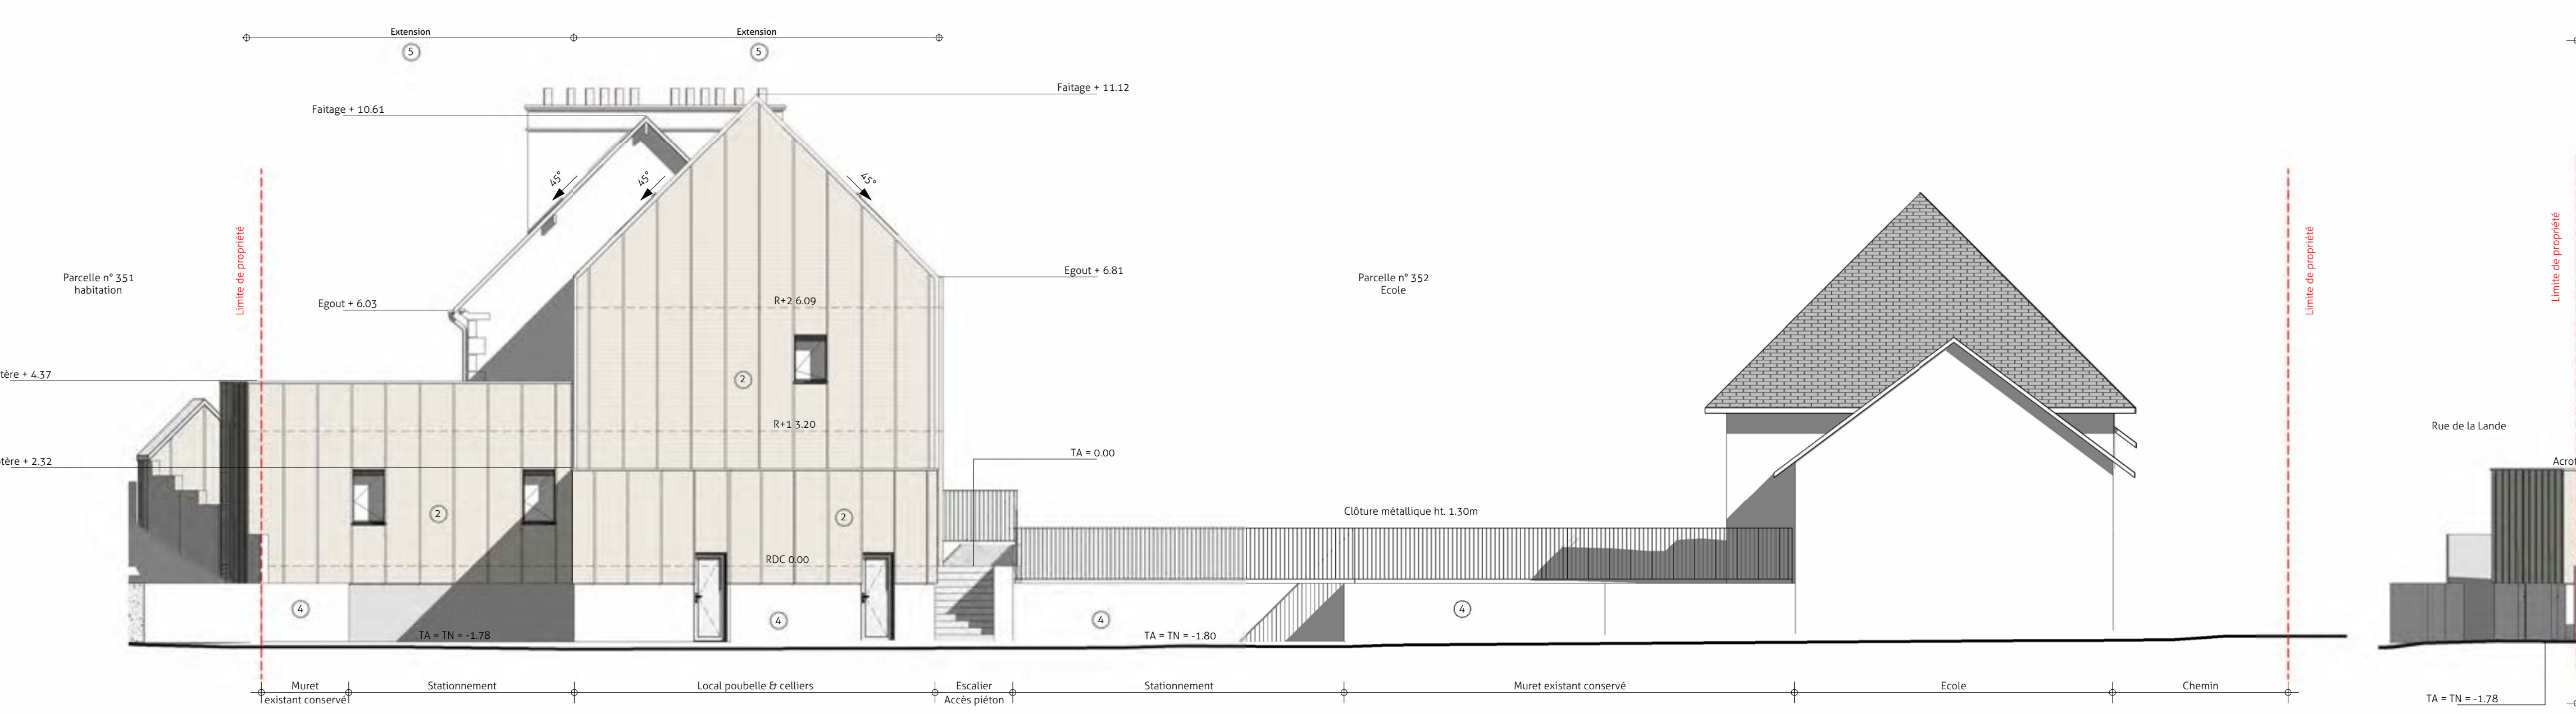 Extension
Extension
5
5
Faitage + 11.12
Faitage + 10.61
45°
45°
45°
Limite de propriété
Limite de propriété
Limite de propriété
Parcelle n° 351
habitation
Egout + 6.81
Parcelle n° 352
Ecole
Egout + 6.03
R+2 6.09
tère + 4.37
2
R+1 3.20
Rue de la Lande
TA = 0.00
tère + 2.32
Acrot
Clôture métallique ht. 1.30m
2
2
RDC 0.00
4
4
4
4
TA = TN = -1.78
TA = TN = -1.80
Muret
existant conservé
Stationnement
Local poubelle & celliers
Escalier
Accès piéton
Stationnement
Muret existant conservé
Ecole
Chemin
TA = TN = -1.78